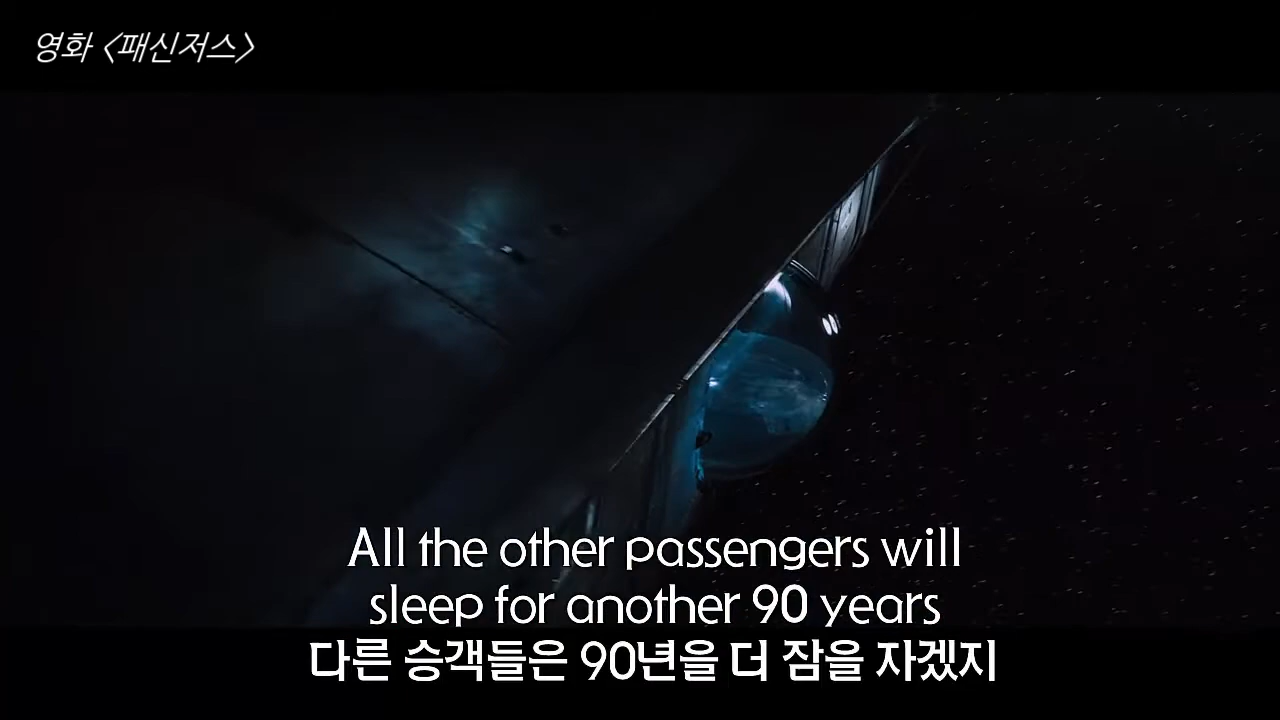 영화 <패신저스>
All the other passengers will
sleep for another 90 years
다른 승객들은 90년을 더 잠을 자겠지